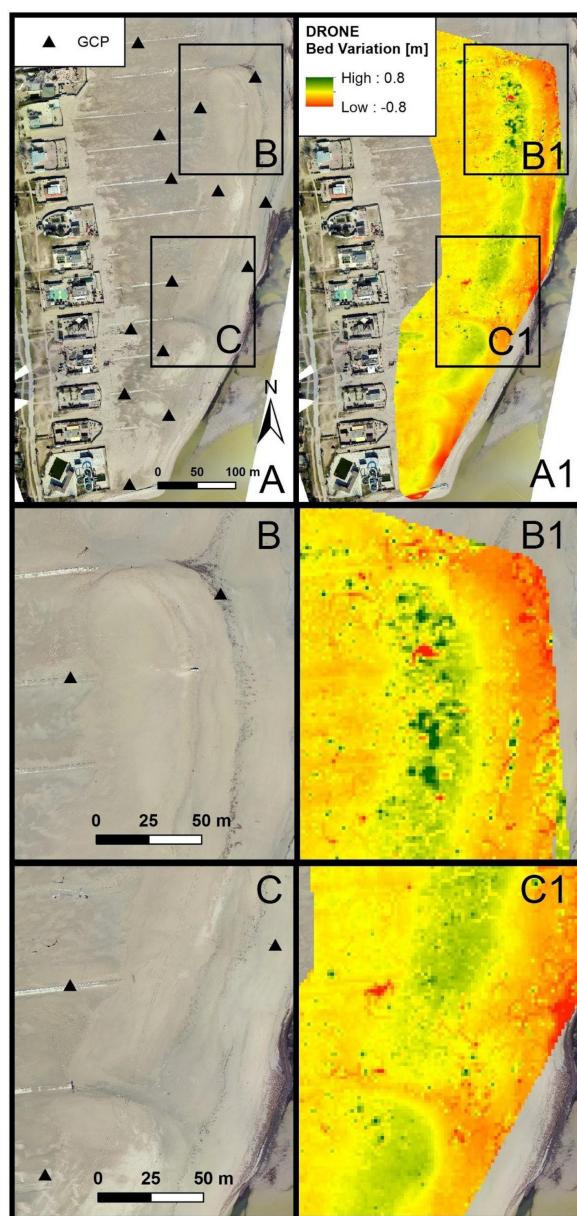 GCP
B
C
N
0 50 100 m
A
DRONE
Bed Variation [m]
High : 0.8
Low : -0.8
B1
C1
A1
B
0 25 50 m
B1
C
0 25 50 m
C1